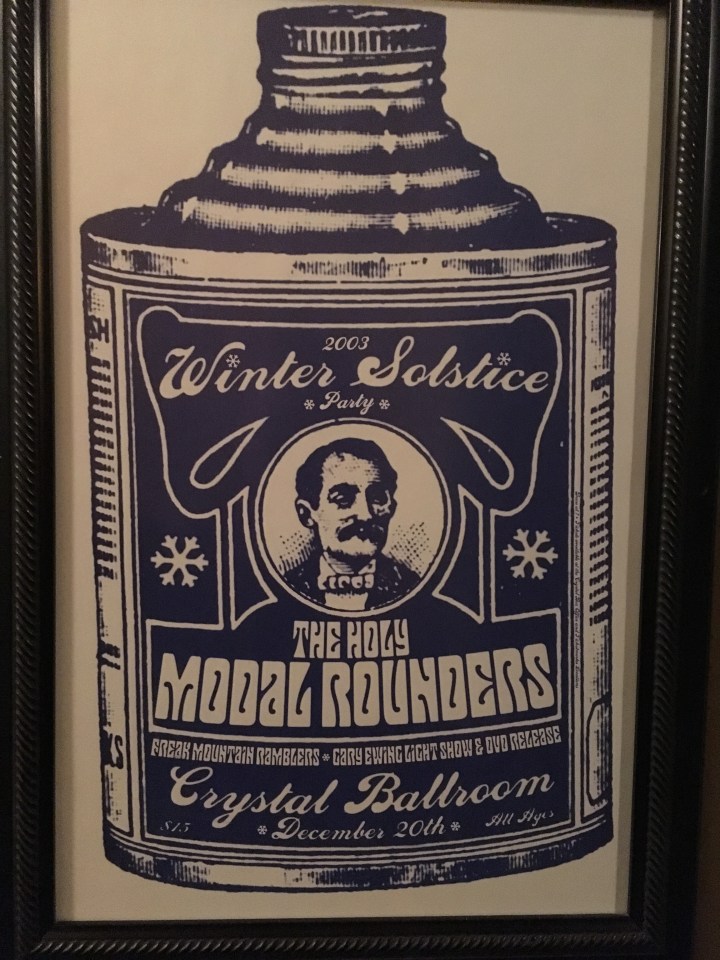 2003
Winter Solstice
* Party *
THE HOLY
MODAL ROUNDERS
FREAK MOUNTAIN RAMBLERS * GARY EWING LIGHT SHOW & DVD RELEASE
Crystal Ballroom
$15 * December 20th * All Ages